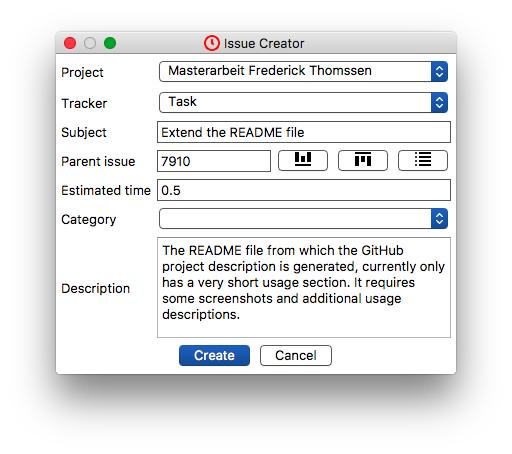 Issue Creator
Project Masterarbeit Frederick Thomssen
Tracker Task
Subject Extend the README file
Parent issue 7910
Estimated time 0.5
Category
Description
The README file from which the GitHub
project description is generated, currently only
has a very short usage section. It requires
some screenshots and additional usage
descriptions.
Create Cancel